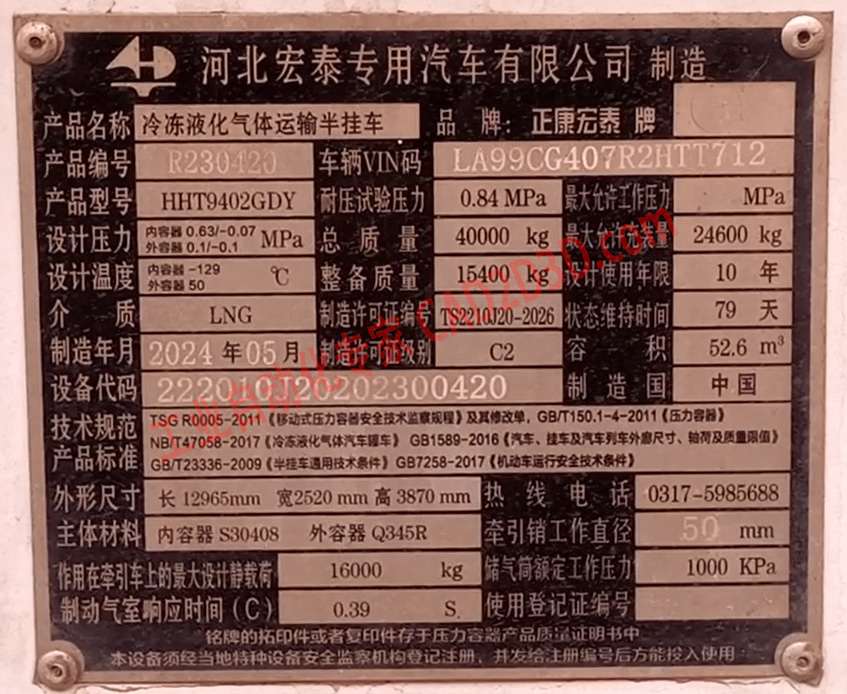 河北宏泰专用汽车有限公司 制造
产品名称 冷冻液化气体运输半挂车 品牌: 正康宏泰 牌
产品编号 R230420 车辆VIN码 LA99CG407R2HTT712
产品型号 HHT9402GDY 耐压试验压力 0.84 MPa 最大允许工作压力 MPa
设计压力 内容器 0.63/-0.07 外容器 0.1/-0.1 MPa 总质量 40000 kg 最大允许充装量 24600 kg
设计温度 内容器 -129 外容器 50 ℃ 整备质量 15400 kg 设计使用年限 10 年
介质 LNG 制造许可证编号 TS2210J20-2026 状态维持时间 79 天
制造年月 2024 年 05 月 制造许可证级别 C2 容积 52.6 m³
设备代码 制造国 中国
技术规范 TSG R0005-2011《移动式压力容器安全技术监察规程》及其修改单, GB/T150.1-4-2011《压力容器》
NB/T47058-2017《冷冻液化气体汽车罐车》 GB1589-2016《汽车、挂车及汽车列车外廓尺寸、轴荷及质量限值》
产品标准 GB/T23336-2009《半挂车通用技术条件》 GB7258-2017《机动车运行安全技术条件》
外形尺寸 长 12965mm 宽2520 mm 高 3870 mm 热线电话 0317-5985688
主体材料 内容器 S30408 外容器 Q345R 牵引销工作直径 50 mm
作用在牵引车上的最大设计静载荷 16000 kg 储气筒额定工作压力 1000 KPa
制动气室响应时间(C) 0.39 S 使用登记证编号
铭牌的拓印件或者复印件存于压力容器产品质量证明书中
本设备须经当地特种设备安全监察机构登记注册，并发给注册编号后方能投入使用
工业自动化专家 CAD2D3D.com